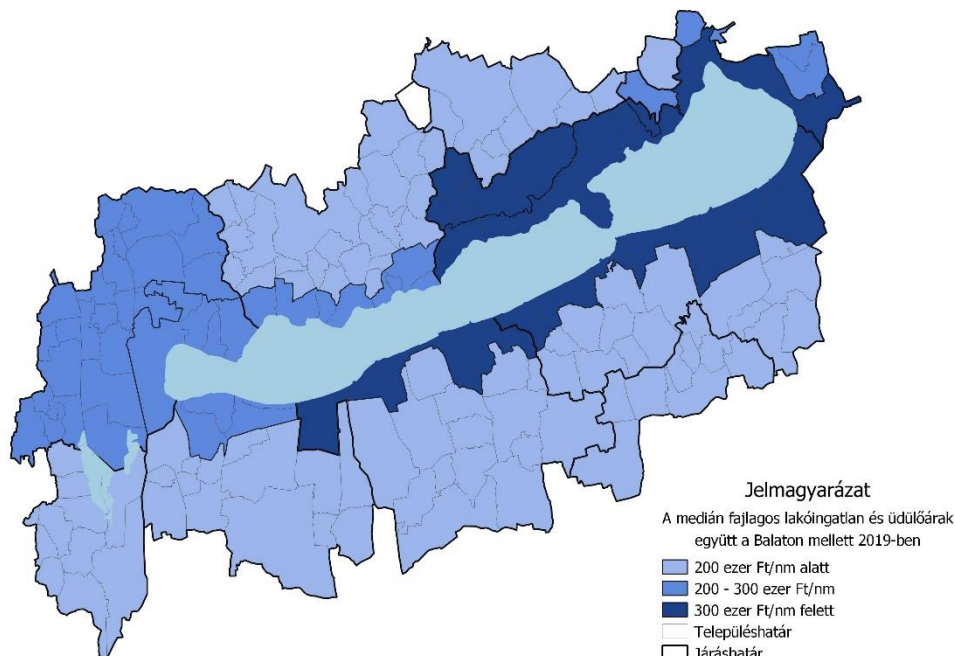 Jelmagyarázat
A medián fajlagos lakóingatlan és üdülőárak
együtt a Balaton mellett 2019-ben
200 ezer Ft/nm alatt
200 - 300 ezer Ft/nm
300 ezer Ft/nm felett
Településhatár
Járáshatár